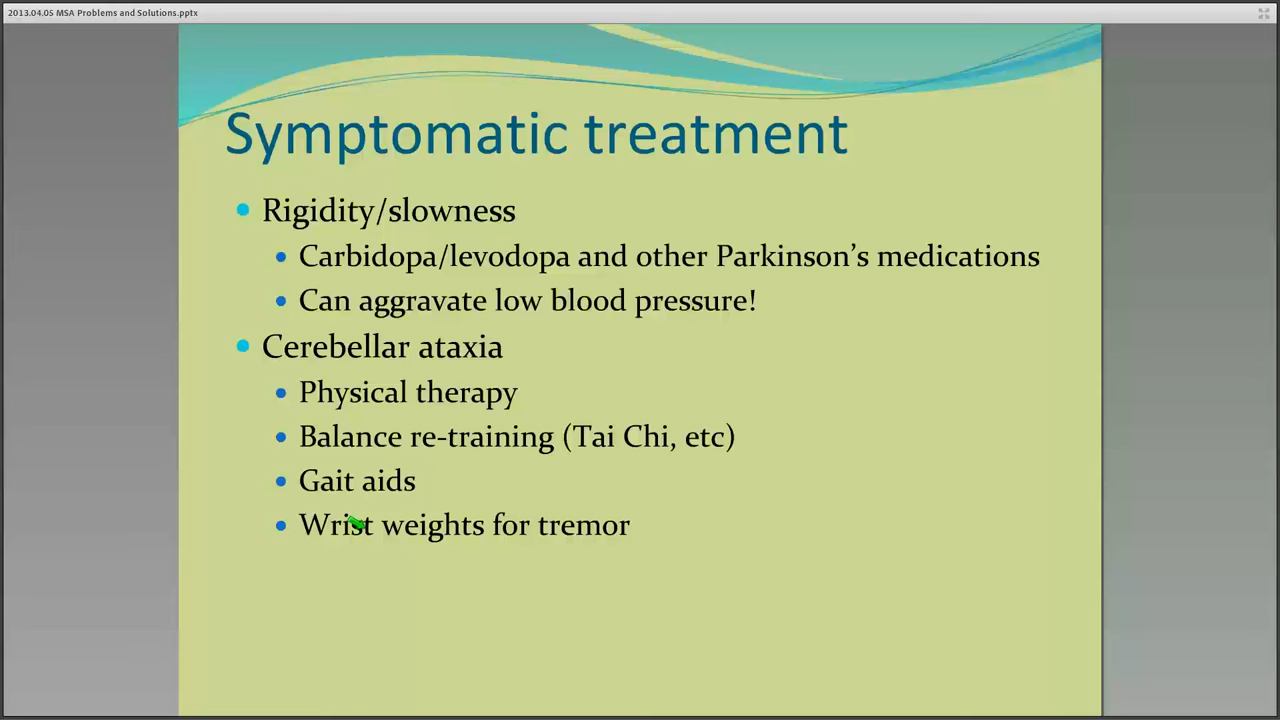 2013.04.05 MSA Problems and Solutions.pptx
Symptomatic treatment
Rigidity/slowness
Carbidopa/levodopa and other Parkinson’s medications
Can aggravate low blood pressure!
Cerebellar ataxia
Physical therapy
Balance re-training (Tai Chi, etc)
Gait aids
Wrist weights for tremor